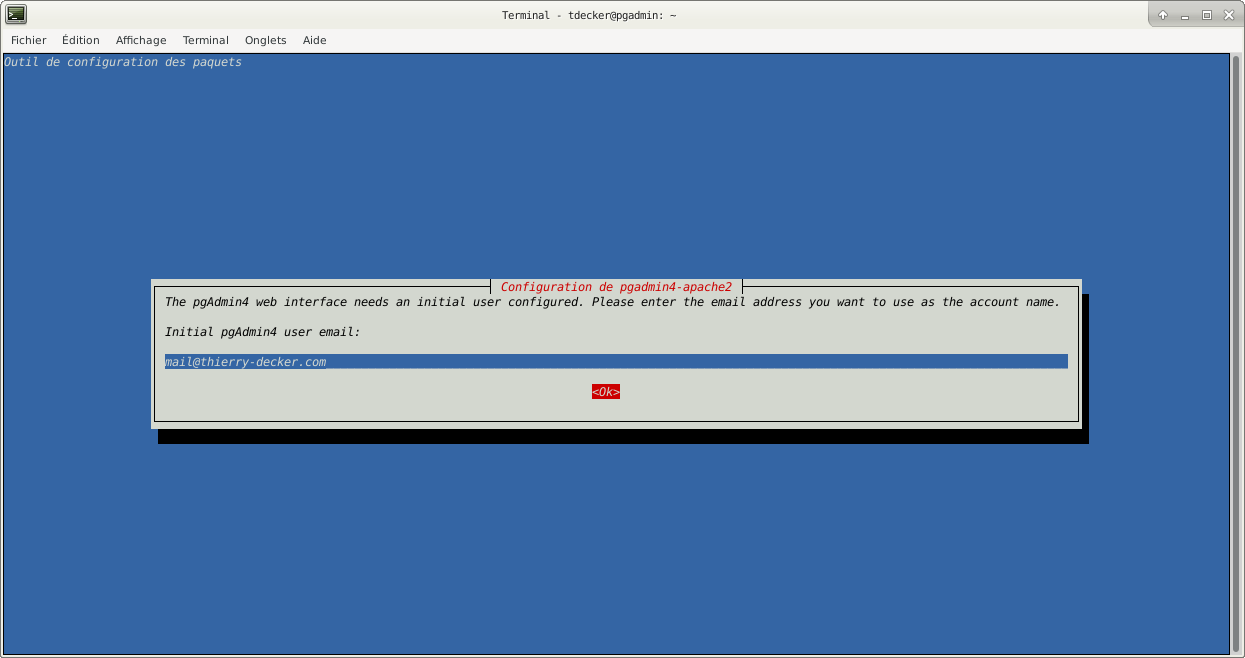 Terminal - tdecker@pgadmin: ~
Fichier Édition Affichage Terminal Onglets Aide
Outil de configuration des paquets
Configuration de pgadmin4-apache2
The pgAdmin4 web interface needs an initial user configured. Please enter the email address you want to use as the account name.
Initial pgAdmin4 user email:
mail@thierry-decker.com
<Ok>